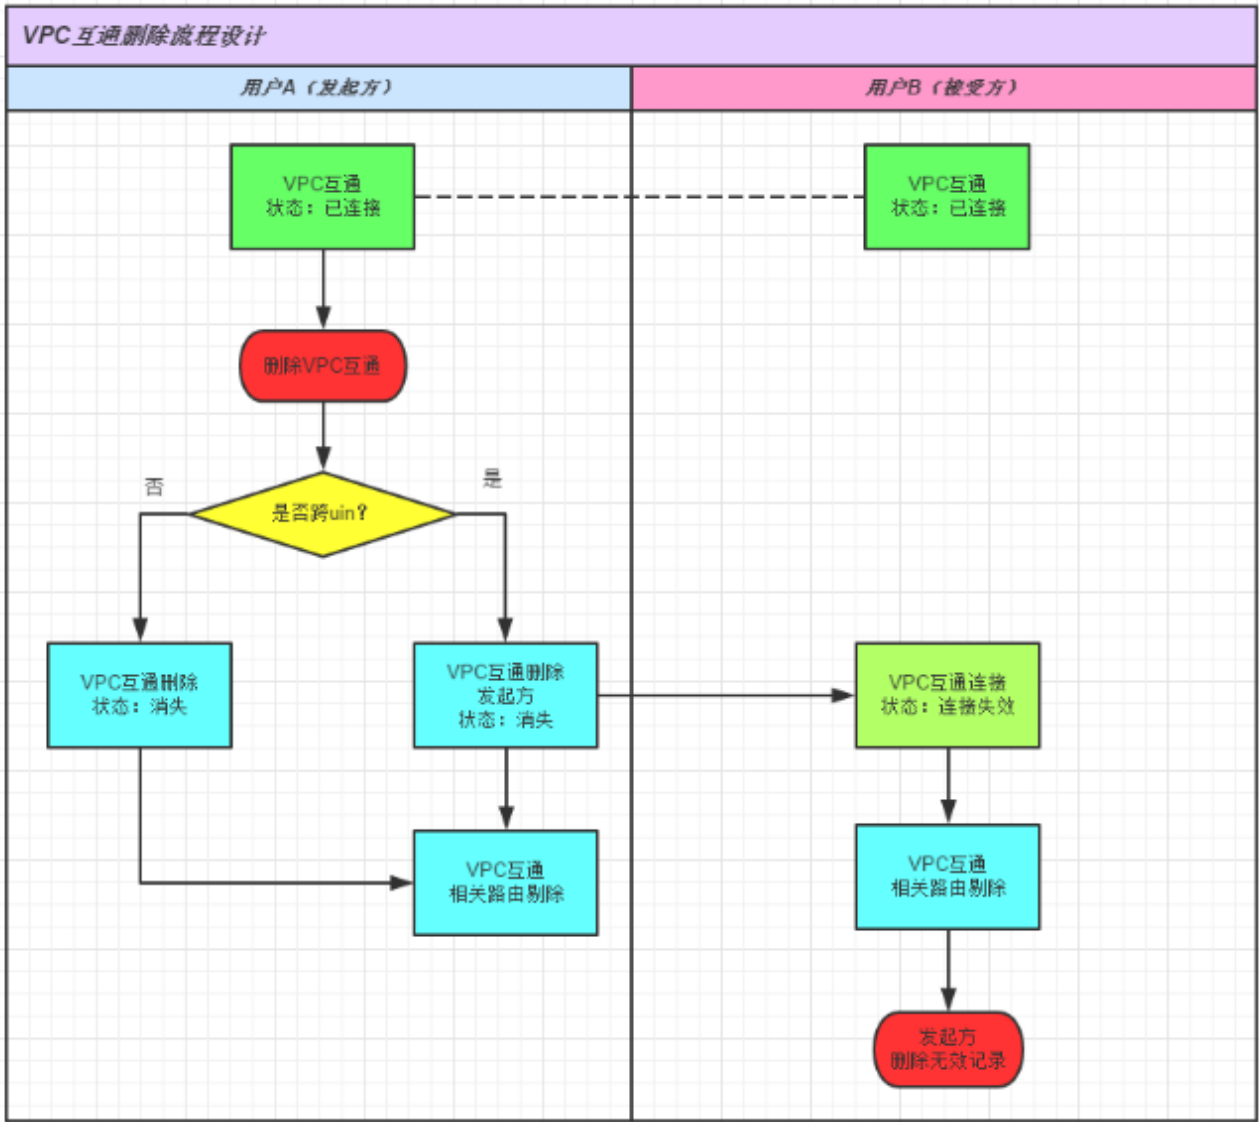 VPC互通删除流程设计
用户A（发起方）
用户B（接受方）
VPC互通
状态：已连接
VPC互通
状态：已连接
删除VPC互通
否
是
是否跨uin？
VPC互通删除
状态：消失
VPC互通删除
发起方
状态：消失
VPC互通连接
状态：连接失效
VPC互通
相关路由剔除
VPC互通
相关路由剔除
发起方
删除无效记录